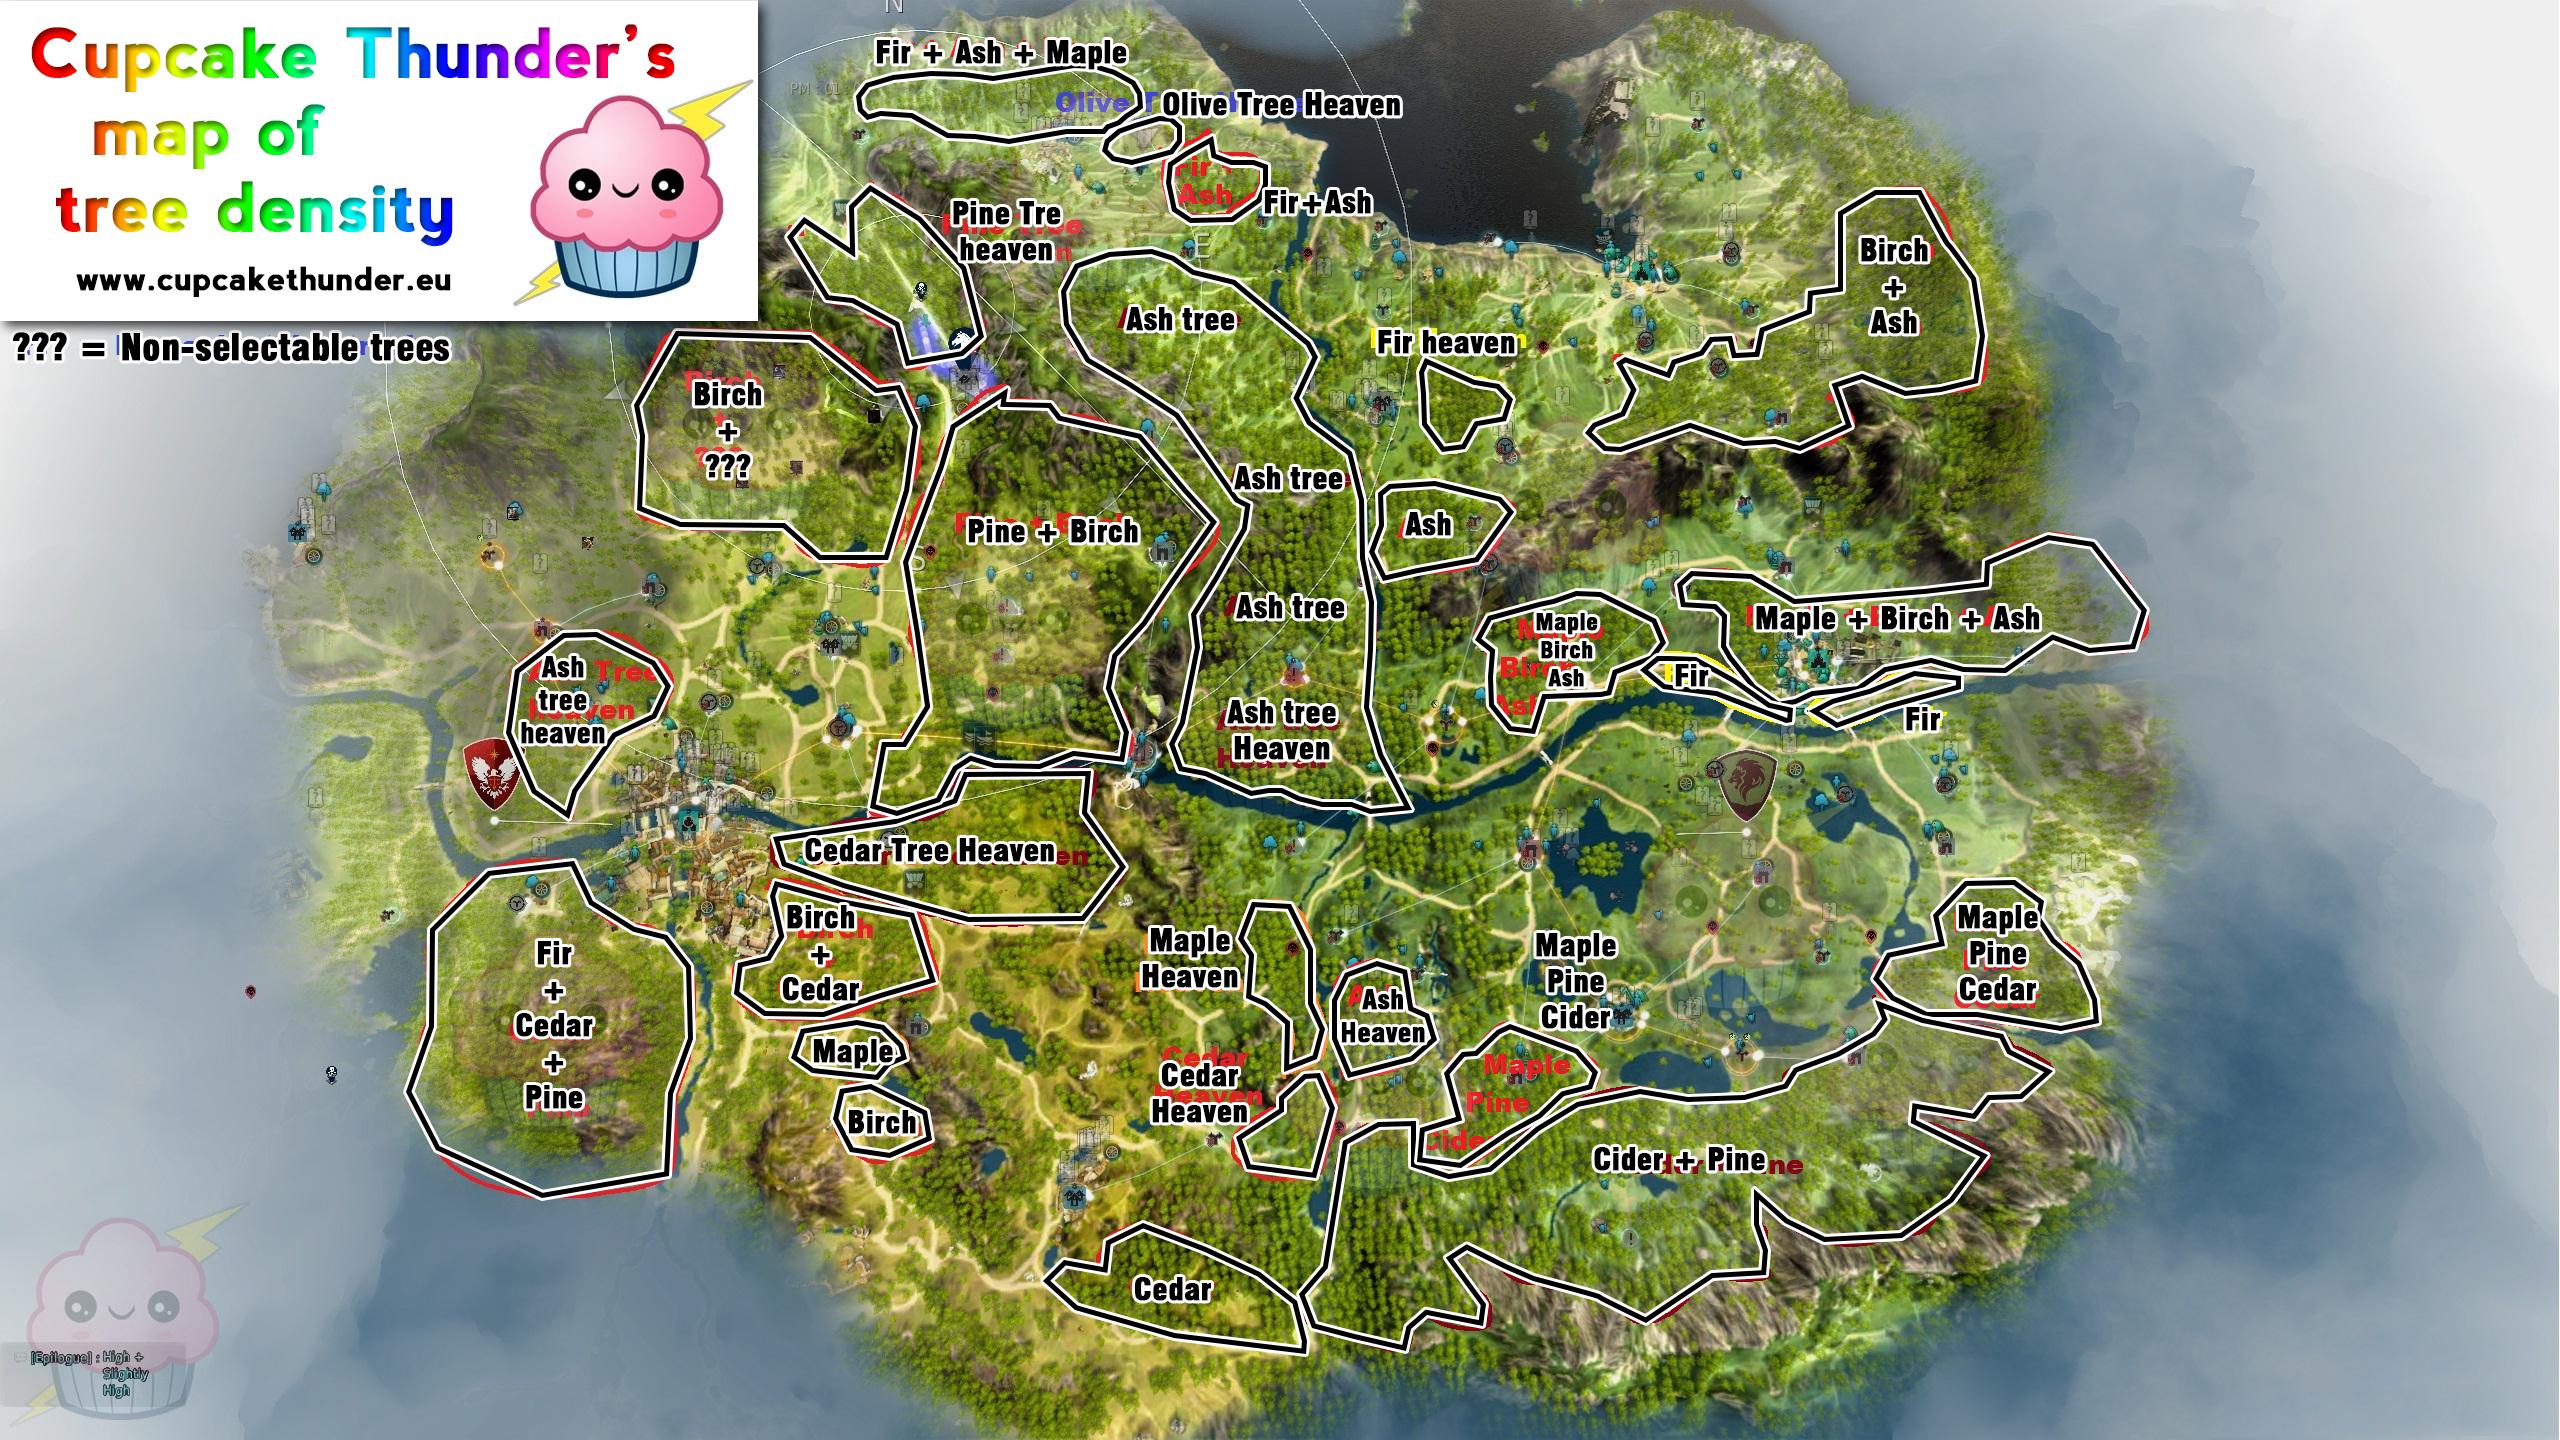 Cupcake Thunder's
map of
tree density
www.cupcakethunder.eu
??? = Non-selectable trees
N
Fir + Ash + Maple
Olive Tree Heaven
Fir +
Ash
Fir+Ash
Pine Tre
heaven
E
Ash tree
Fir heaven
Birch
+
Ash
Birch
+
???
Ash tree
Ash
Pine + Birch
S
Ash tree
Maple
Birch
Ash
Maple + Birch + Ash
Fir
Fir
Ash
tree
heaven
Ash tree
Heaven
Cedar Tree Heaven
Birch
+
Cedar
Maple
Birch
Fir
+
Cedar
+
Pine
Maple
Heaven
Ash
Heaven
Maple
Pine
Cider
Maple
Pine
Cedar
Cedar
Heaven
Maple
Pine
Cider + Pine
Cedar
[Epilogue] : High +
Slightly
High